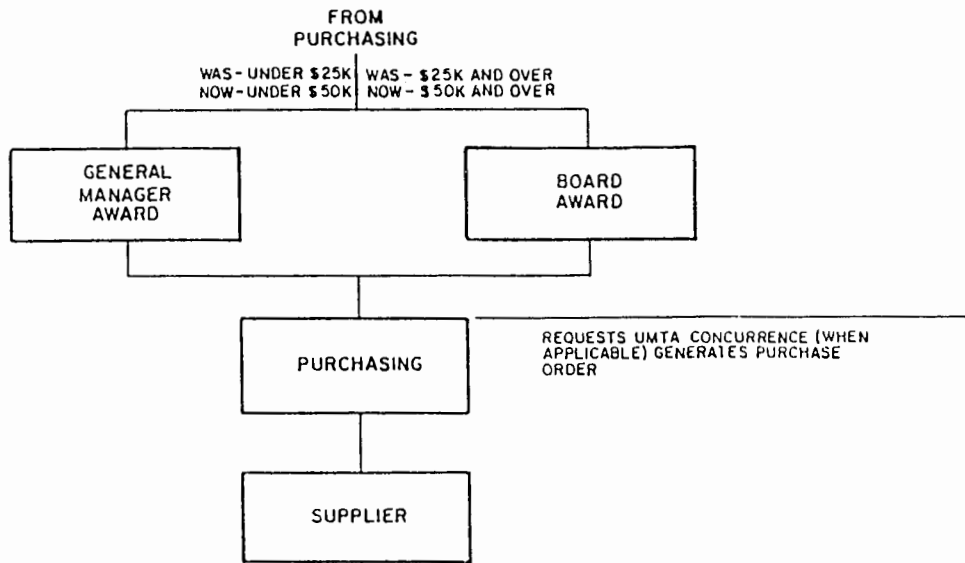 FROM
PURCHASING
WAS - UNDER $25K
NOW - UNDER $50K
WAS - $25K AND OVER
NOW - $50K AND OVER
GENERAL
MANAGER
AWARD
BOARD
AWARD
PURCHASING
REQUESTS UMTA CONCURRENCE (WHEN
APPLICABLE) GENERATES PURCHASE
ORDER
SUPPLIER